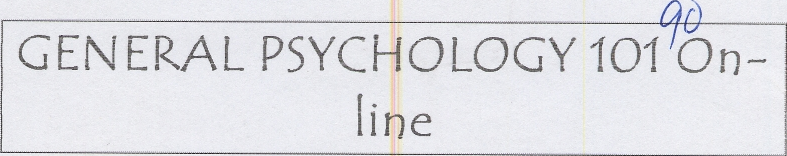 90
GENERAL PSYCHOLOGY 101 On-
line